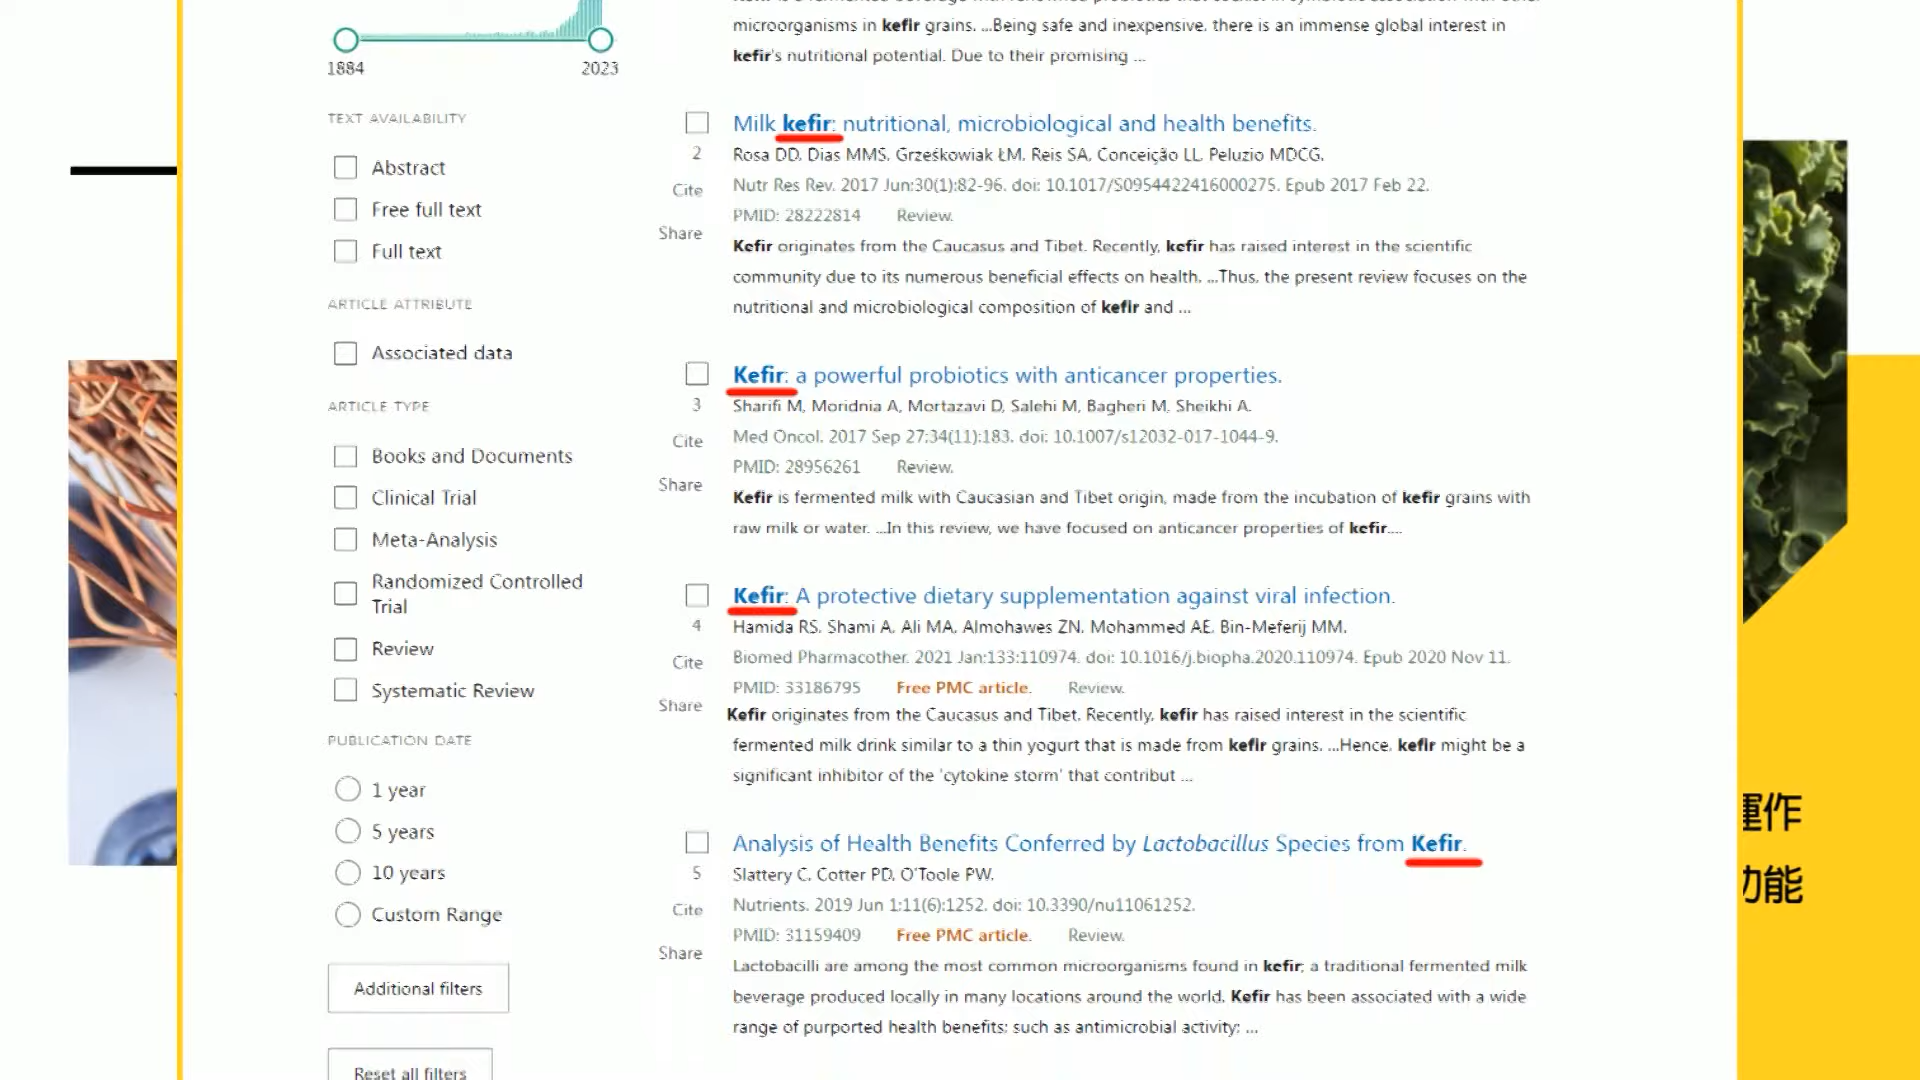 1884
2023
TEXT AVAILABILITY
Abstract
Free full text
Full text
ARTICLE ATTRIBUTE
Associated data
ARTICLE TYPE
Books and Documents
Clinical Trial
Meta-Analysis
Randomized Controlled
Trial
Review
Systematic Review
PUBLICATION DATE
1 year
5 years
10 years
Custom Range
Additional filters
Reset all filters
microorganisms in kefir grains. ...Being safe and inexpensive, there is an immense global interest in
kefir's nutritional potential. Due to their promising ...
Milk kefir: nutritional, microbiological and health benefits.
2
Cite
Share
Rosa DD, Dias MMS, Grześkowiak ŁM, Reis SA, Conceição LL, Peluzio MDCG.
Nutr Res Rev. 2017 Jun;30(1):82-96. doi: 10.1017/S0954422416000275. Epub 2017 Feb 22.
PMID: 28222814 Review.
Kefir originates from the Caucasus and Tibet. Recently, kefir has raised interest in the scientific
community due to its numerous beneficial effects on health. ...Thus, the present review focuses on the
nutritional and microbiological composition of kefir and ...
Kefir: a powerful probiotics with anticancer properties.
3
Cite
Share
Sharifi M, Moridnia A, Mortazavi D, Salehi M, Bagheri M, Sheikhi A.
Med Oncol. 2017 Sep 27;34(11):183. doi: 10.1007/s12032-017-1044-9.
PMID: 28956261 Review.
Kefir is fermented milk with Caucasian and Tibet origin, made from the incubation of kefir grains with
raw milk or water. ...In this review, we have focused on anticancer properties of kefir....
Kefir: A protective dietary supplementation against viral infection.
4
Cite
Share
Hamida RS, Shami A, Ali MA, Almohawes ZN, Mohammed AE, Bin-Meferij MM.
Biomed Pharmacother. 2021 Jan;133:110974. doi: 10.1016/j.biopha.2020.110974. Epub 2020 Nov 11.
PMID: 33186795 Free PMC article. Review.
Kefir originates from the Caucasus and Tibet. Recently, kefir has raised interest in the scientific
fermented milk drink similar to a thin yogurt that is made from kefir grains. ...Hence, kefir might be a
significant inhibitor of the 'cytokine storm' that contribut ...
Analysis of Health Benefits Conferred by Lactobacillus Species from Kefir.
5
Cite
Share
Slattery C, Cotter PD, O'Toole PW.
Nutrients. 2019 Jun 1;11(6):1252. doi: 10.3390/nu11061252.
PMID: 31159409 Free PMC article. Review.
Lactobacilli are among the most common microorganisms found in kefir; a traditional fermented milk
beverage produced locally in many locations around the world. Kefir has been associated with a wide
range of purported health benefits; such as antimicrobial activity; ...
運作
功能